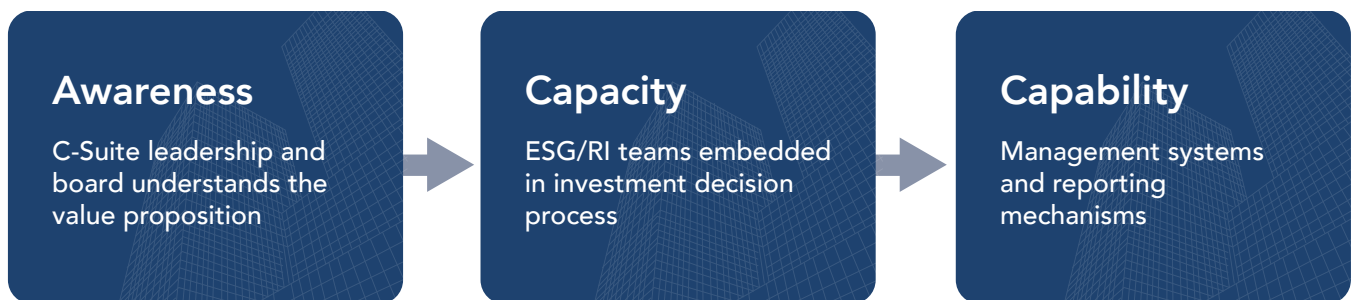 Awareness
C-Suite leadership and
board understands the
value proposition
Capacity
ESG/RI teams embedded
in investment decision
process
Capability
Management systems
and reporting
mechanisms